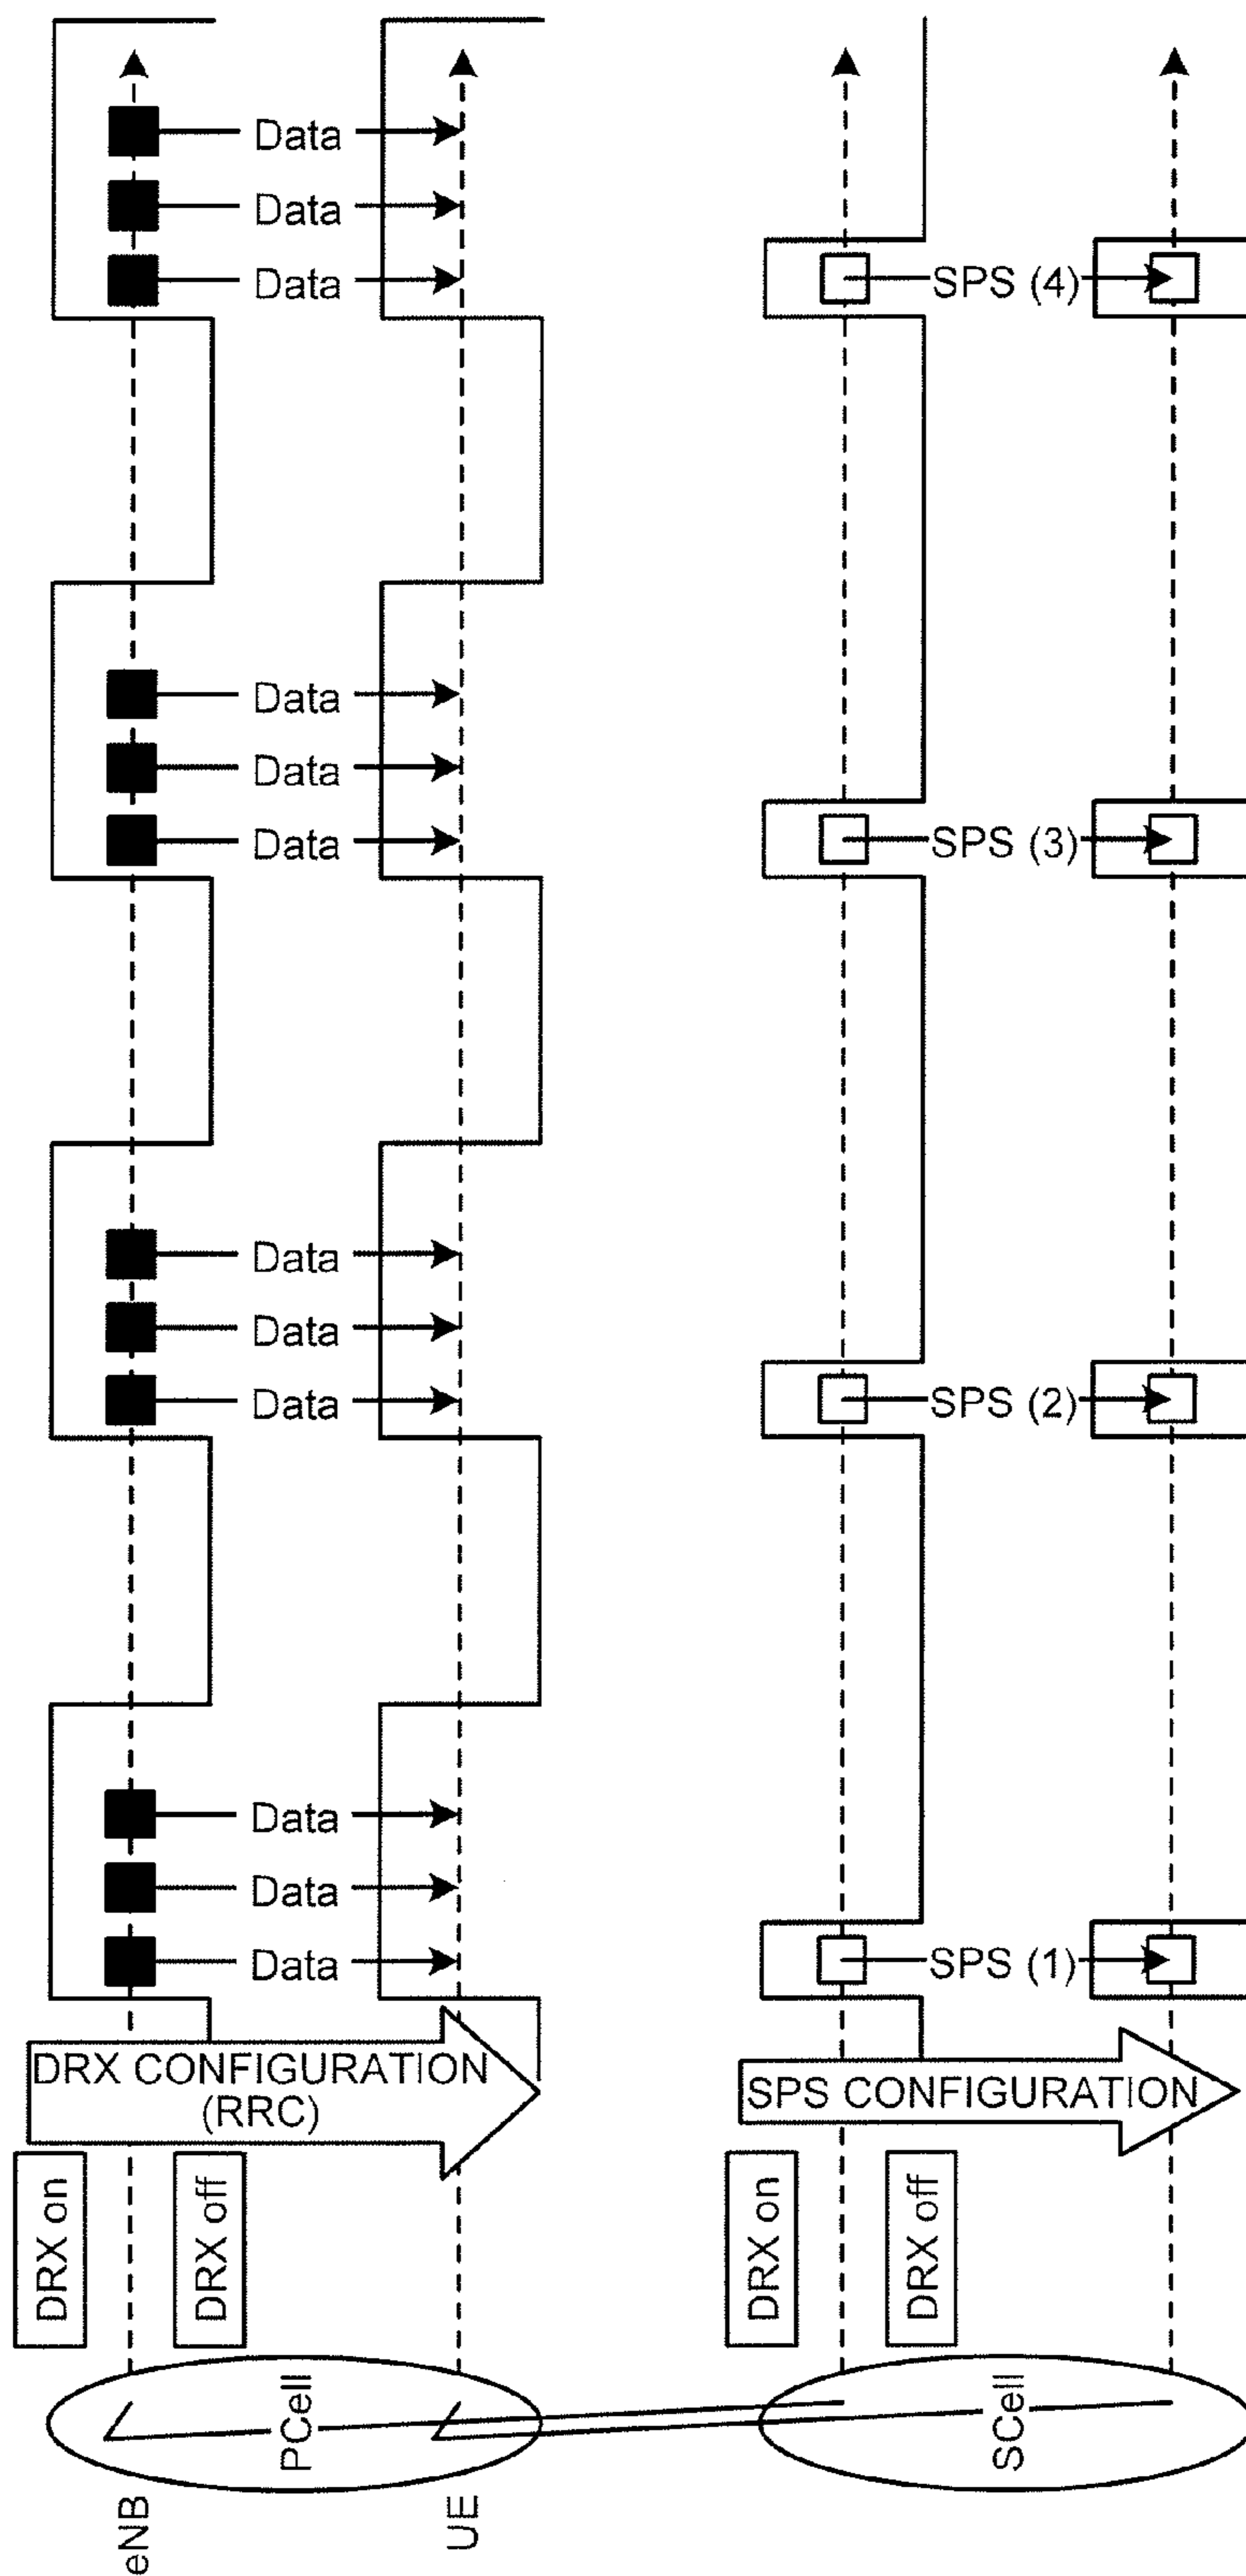 Data
Data
Data
SPS (4)
Data
Data
Data
SPS (3)
Data
Data
Data
SPS (2)
Data
Data
Data
SPS (1)
DRX CONFIGURATION
(RRC)
SPS CONFIGURATION
DRX on
DRX off
DRX on
DRX off
PCell
SCell
eNB
UE